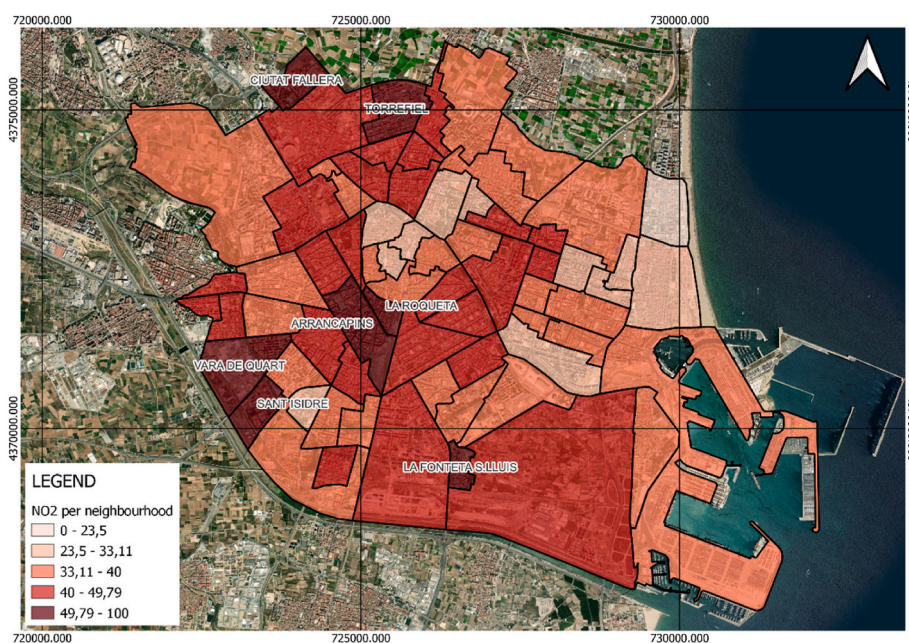 720000.000
725000.000
730000.000
4375000.000
CIUTAT FALLERA
TORREFIEL
LA ROQUETA
ARRANCAPINS
VARA DE QUART
SANT ISIDRE
4370000.000
LA FONTETA S.LLUIS
LEGEND
NO2 per neighbourhood
0 - 23,5
23,5 - 33,11
33,11 - 40
40 - 49,79
49,79 - 100
720000.000
725000.000
730000.000